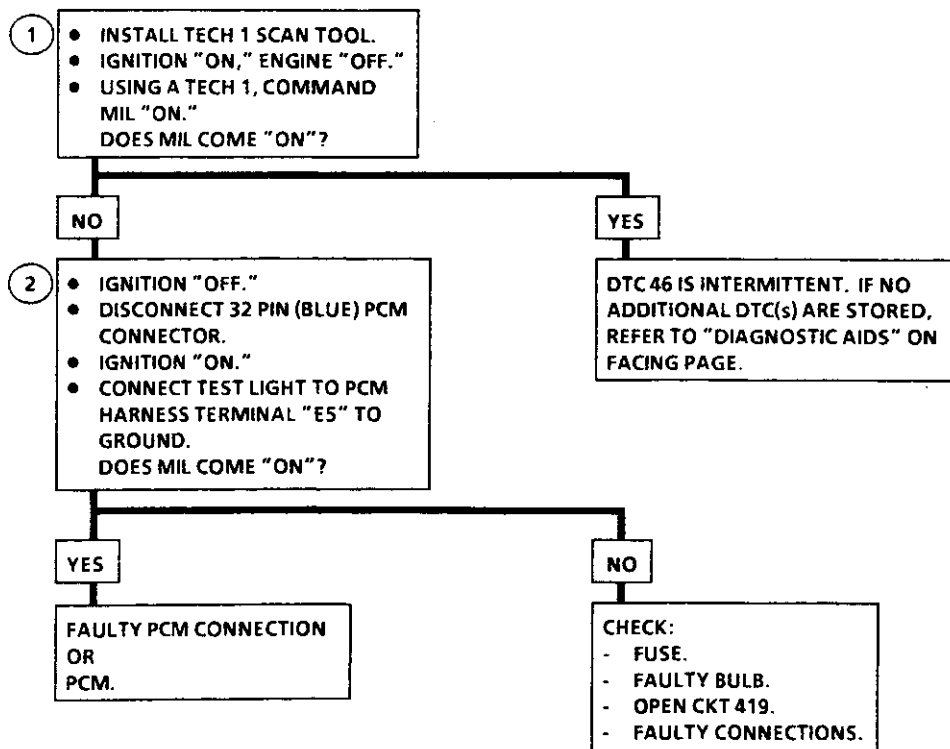 1
• INSTALL TECH 1 SCAN TOOL.
• IGNITION "ON," ENGINE "OFF."
• USING A TECH 1, COMMAND
MIL "ON."
DOES MIL COME "ON"?
NO
YES
2
• IGNITION "OFF."
• DISCONNECT 32 PIN (BLUE) PCM
CONNECTOR.
• IGNITION "ON."
• CONNECT TEST LIGHT TO PCM
HARNESS TERMINAL "E5" TO
GROUND.
DOES MIL COME "ON"?
DTC 46 IS INTERMITTENT. IF NO
ADDITIONAL DTC(s) ARE STORED,
REFER TO "DIAGNOSTIC AIDS" ON
FACING PAGE.
YES
NO
FAULTY PCM CONNECTION
OR
PCM.
CHECK:
- FUSE.
- FAULTY BULB.
- OPEN CKT 419.
- FAULTY CONNECTIONS.